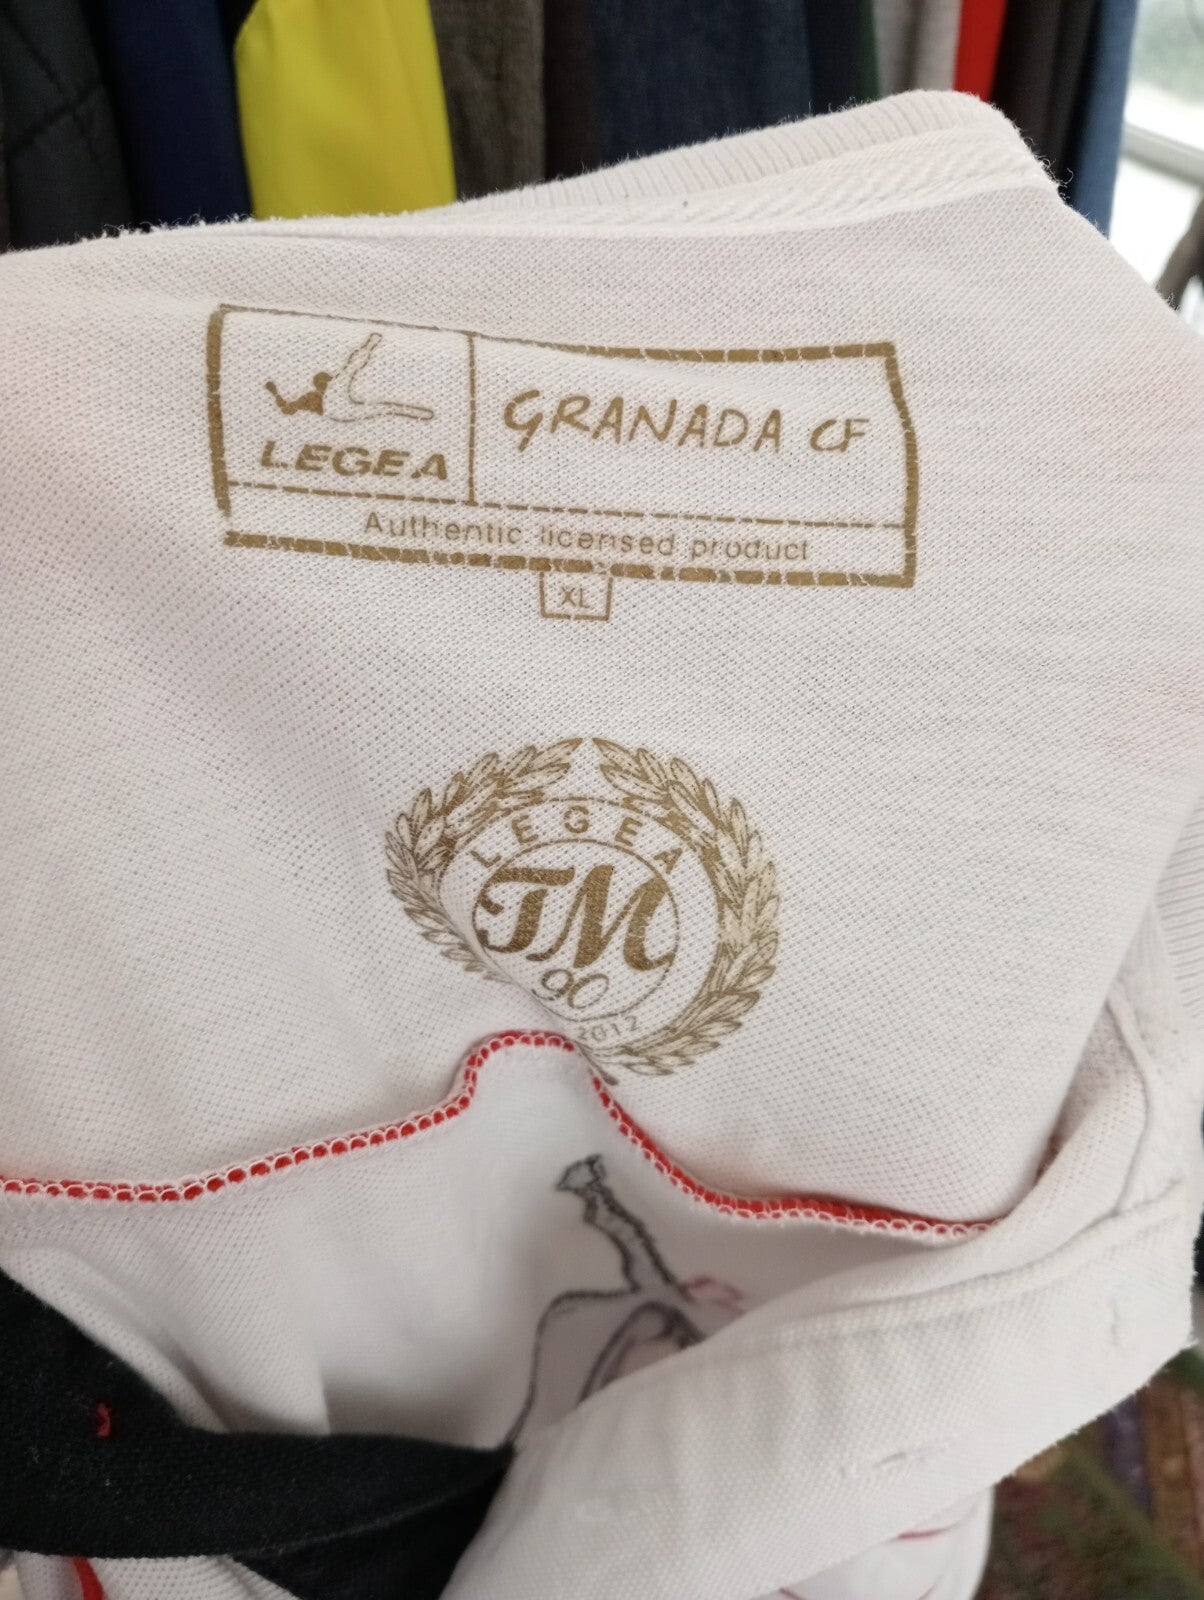 LEGEA
GRANADA CF
Authentic licensed product
XL
LEGEA
TM
90
2012